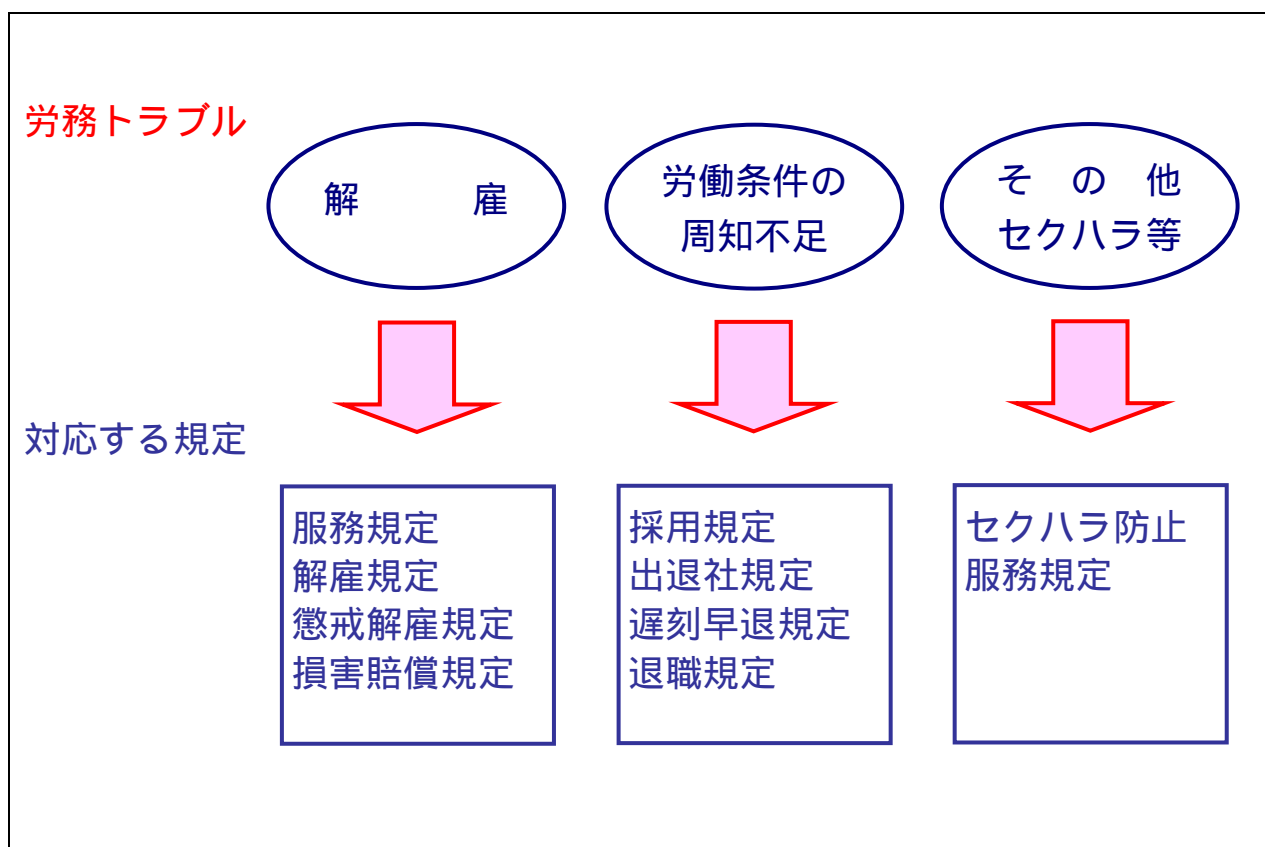 労務トラブル
解　　　雇
労働条件の
周知不足
そ　の　他
セクハラ等
対応する規定
服務規定
解雇規定
懲戒解雇規定
損害賠償規定
採用規定
出退社規定
遅刻早退規定
退職規定
セクハラ防止
服務規定